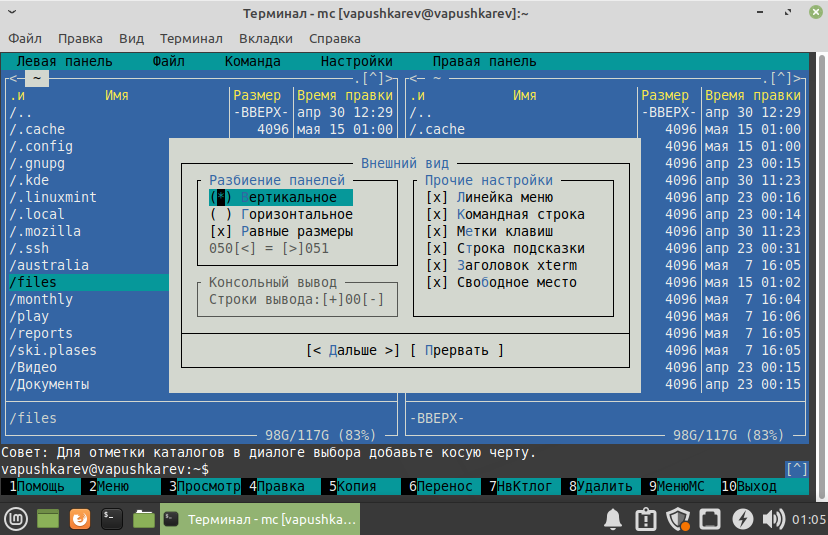 Терминал - mc [vapushkarev@vapushkarev]:~
Файл Правка Вид Терминал Вкладки Справка
Левая панель Файл Команда Настройки Правая панель
<─ ~ .[^]> <─ ~ .[^]>
.и Имя Размер Время правки .и Имя Размер Время правки
/.. -ВВЕРХ- апр 30 12:29 /.. -ВВЕРХ- апр 30 12:29
/.cache 4096 мая 15 01:00 /.cache 4096 мая 15 01:00
/.config 4096 мая 15 01:00
/.gnupg 4096 апр 23 00:15
/.kde 4096 апр 30 11:23
/.linuxmint 4096 апр 23 00:16
/.local 4096 апр 23 00:14
/.mozilla 4096 апр 30 11:23
/.ssh 4096 апр 23 00:31
/australia 4096 мая 7 16:05
/files 4096 мая 15 01:02
/monthly 4096 мая 7 16:04
/play 4096 мая 7 16:06
/reports 4096 мая 7 16:05
/ski.plases 4096 мая 7 16:05
/Видео 4096 апр 23 00:15
/Документы 4096 апр 23 00:15
Внешний вид
Разбиение панелей
(*) Вертикальное
( ) Горизонтальное
[x] Равные размеры
050[<] = [>]051
Консольный вывод
Строки вывода:[+]00[-]
Прочие настройки
[x] Линейка меню
[x] Командная строка
[x] Метки клавиш
[x] Строка подсказки
[x] Заголовок xterm
[x] Свободное место
[< Дальше >] [ Прервать ]
/files -ВВЕРХ-
98G/117G (83%) 98G/117G (83%)
Совет: Для отметки каталогов в диалоге выбора добавьте косую черту.
vapushkarev@vapushkarev:~$ [^]
1Помощь 2Меню 3Просмотр 4Правка 5Копия 6Перенос 7НвКтлог 8Удалить 9МенюМС 10Выход
Терминал - mc [vapushka... 01:05